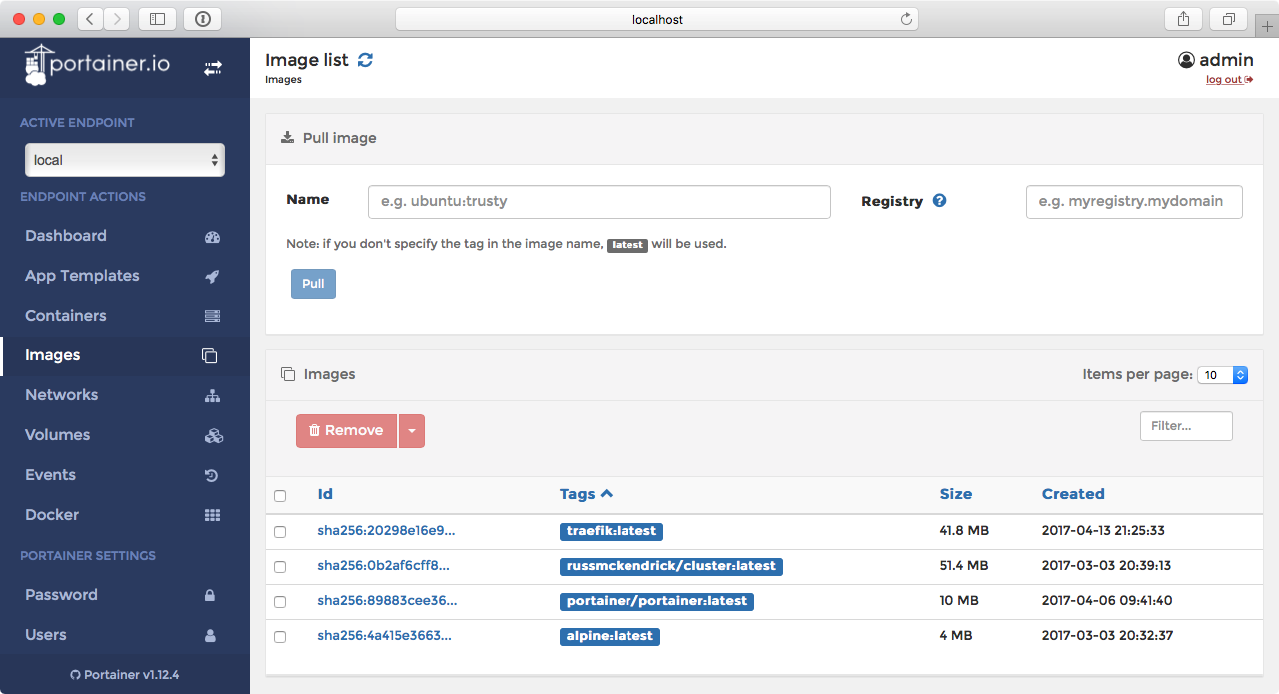 localhost
portainer.io
Image list
Images
admin
log out
ACTIVE ENDPOINT
local
ENDPOINT ACTIONS
Dashboard
App Templates
Containers
Images
Networks
Volumes
Events
Docker
PORTAINER SETTINGS
Password
Users
Portainer v1.12.4
Pull image
Name e.g. ubuntu:trusty Registry e.g. myregistry.mydomain
Note: if you don't specify the tag in the image name, latest will be used.
Pull
Images Items per page: 10
Remove Filter...
Id Tags Size Created
sha256:20298e16e9... traefik:latest 41.8 MB 2017-04-13 21:25:33
sha256:0b2af6cff8... russmckendrick/cluster:latest 51.4 MB 2017-03-03 20:39:13
sha256:89883cee36... portainer/portainer:latest 10 MB 2017-04-06 09:41:40
sha256:4a415e3663... alpine:latest 4 MB 2017-03-03 20:32:37